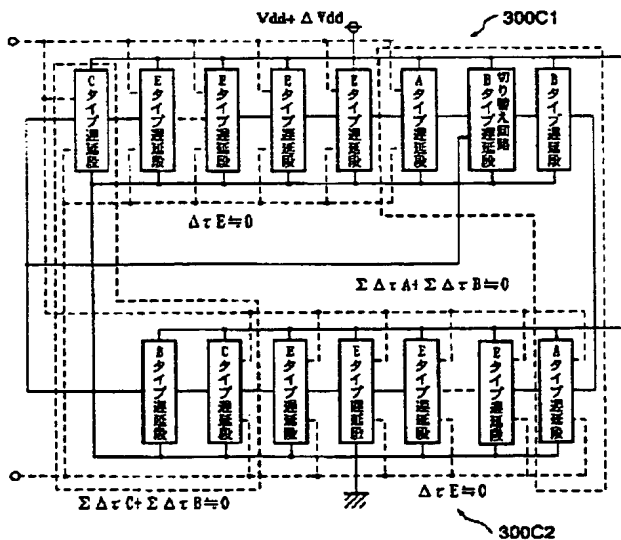 Vdd+ΔVdd
300C1
Cタイプ遅延段
Eタイプ遅延段
Eタイプ遅延段
Eタイプ遅延段
Eタイプ遅延段
Aタイプ遅延段
切り替え回路
Bタイプ遅延段
Bタイプ遅延段
ΔτE≒0
ΣΔτA+ΣΔτB≒0
Bタイプ遅延段
Cタイプ遅延段
Eタイプ遅延段
Eタイプ遅延段
Eタイプ遅延段
Eタイプ遅延段
Aタイプ遅延段
ΣΔτC+ΣΔτB≒0
ΔτE≒0
300C2